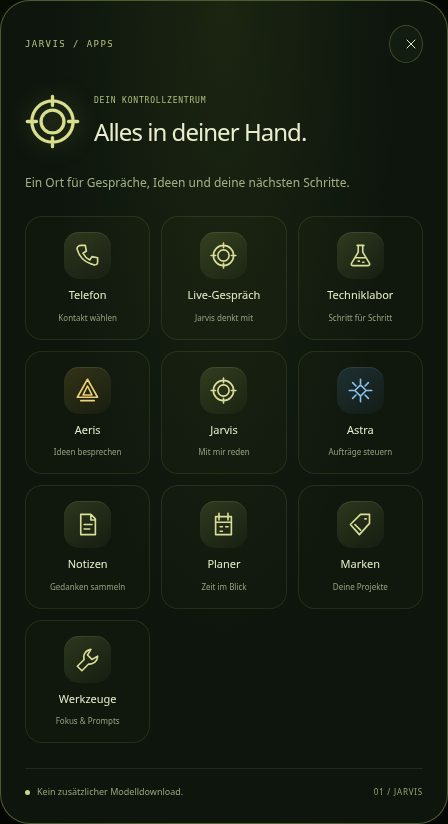 JARVIS / APPS
DEIN KONTROLLZENTRUM
Alles in deiner Hand.
Ein Ort für Gespräche, Ideen und deine nächsten Schritte.
Telefon
Kontakt wählen
Live-Gespräch
Jarvis denkt mit
Techniklabor
Schritt für Schritt
Aeris
Ideen besprechen
Jarvis
Mit mir reden
Astra
Aufträge steuern
Notizen
Gedanken sammeln
Planer
Zeit im Blick
Marken
Deine Projekte
Werkzeuge
Fokus & Prompts
Kein zusätzlicher Modelldownload.
01 / JARVIS